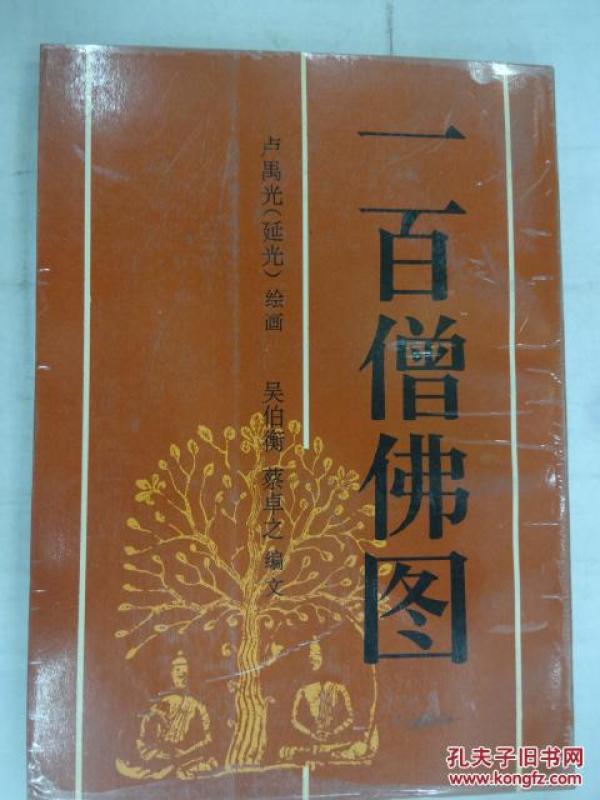 一百僧佛图
卢禺光（延光）绘画
吴伯衡 蔡卓之 编文
孔夫子旧书网
www.kongfz.com